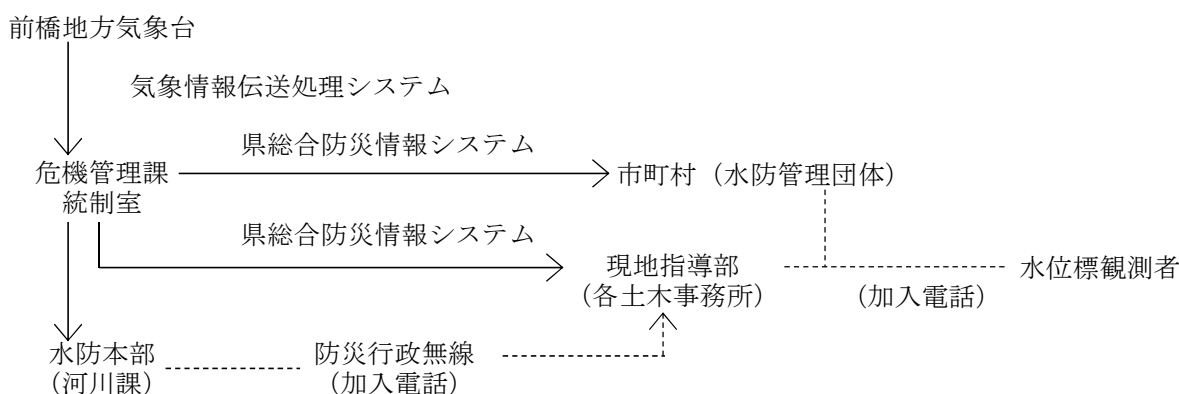 前橋地方気象台
気象情報伝送処理システム
県総合防災情報システム
危機管理課
統制室
市町村（水防管理団体）
県総合防災情報システム
現地指導部
（各土木事務所）
（加入電話）
水位標観測者
水防本部
（河川課）
防災行政無線
（加入電話）